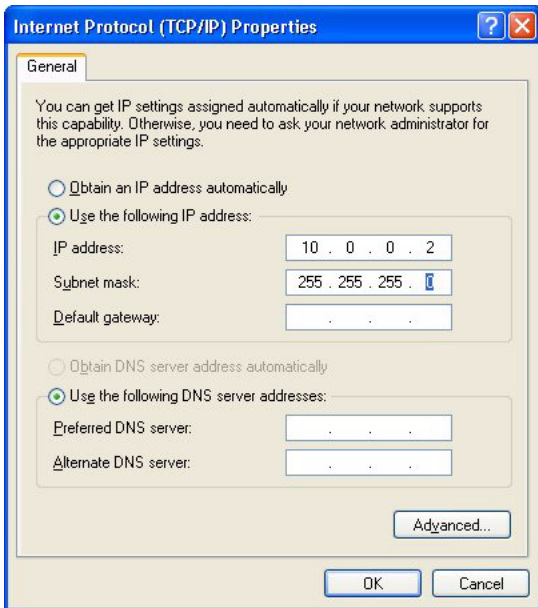 Internet Protocol (TCP/IP) Properties
General
You can get IP settings assigned automatically if your network supports
this capability. Otherwise, you need to ask your network administrator for
the appropriate IP settings.
Obtain an IP address automatically
Use the following IP address:
IP address: 10 . 0 . 0 . 2
Subnet mask: 255 . 255 . 255 . 0
Default gateway: . . .
Obtain DNS server address automatically
Use the following DNS server addresses:
Preferred DNS server: . . .
Alternate DNS server: . . .
Advanced...
OK Cancel